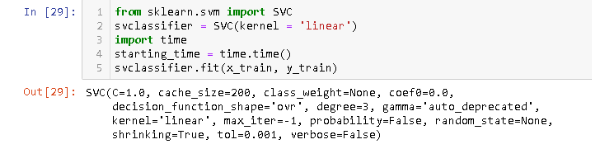 In [29]:
1 from sklearn.svm import SVC
2 svclassifier = SVC(kernel = 'linear')
3 import time
4 starting_time = time.time()
5 svclassifier.fit(x_train, y_train)
Out[29]: SVC(C=1.0, cache_size=200, class_weight=None, coef0=0.0,
decision_function_shape='ovr', degree=3, gamma='auto_deprecated',
kernel='linear', max_iter=-1, probability=False, random_state=None,
shrinking=True, tol=0.001, verbose=False)